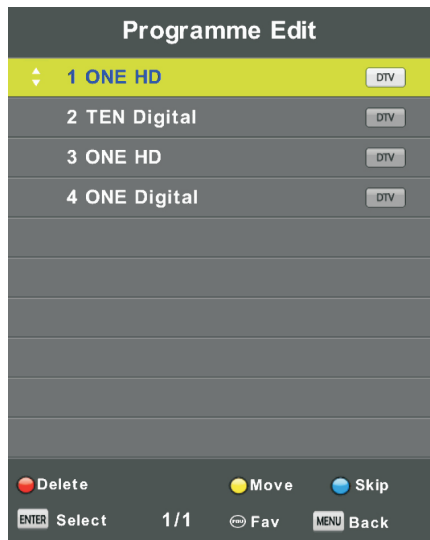 Programme Edit
1 ONE HD DTV
2 TEN Digital DTV
3 ONE HD DTV
4 ONE Digital DTV
Delete Move Skip
ENTER Select 1/1 FAV Fav MENU Back